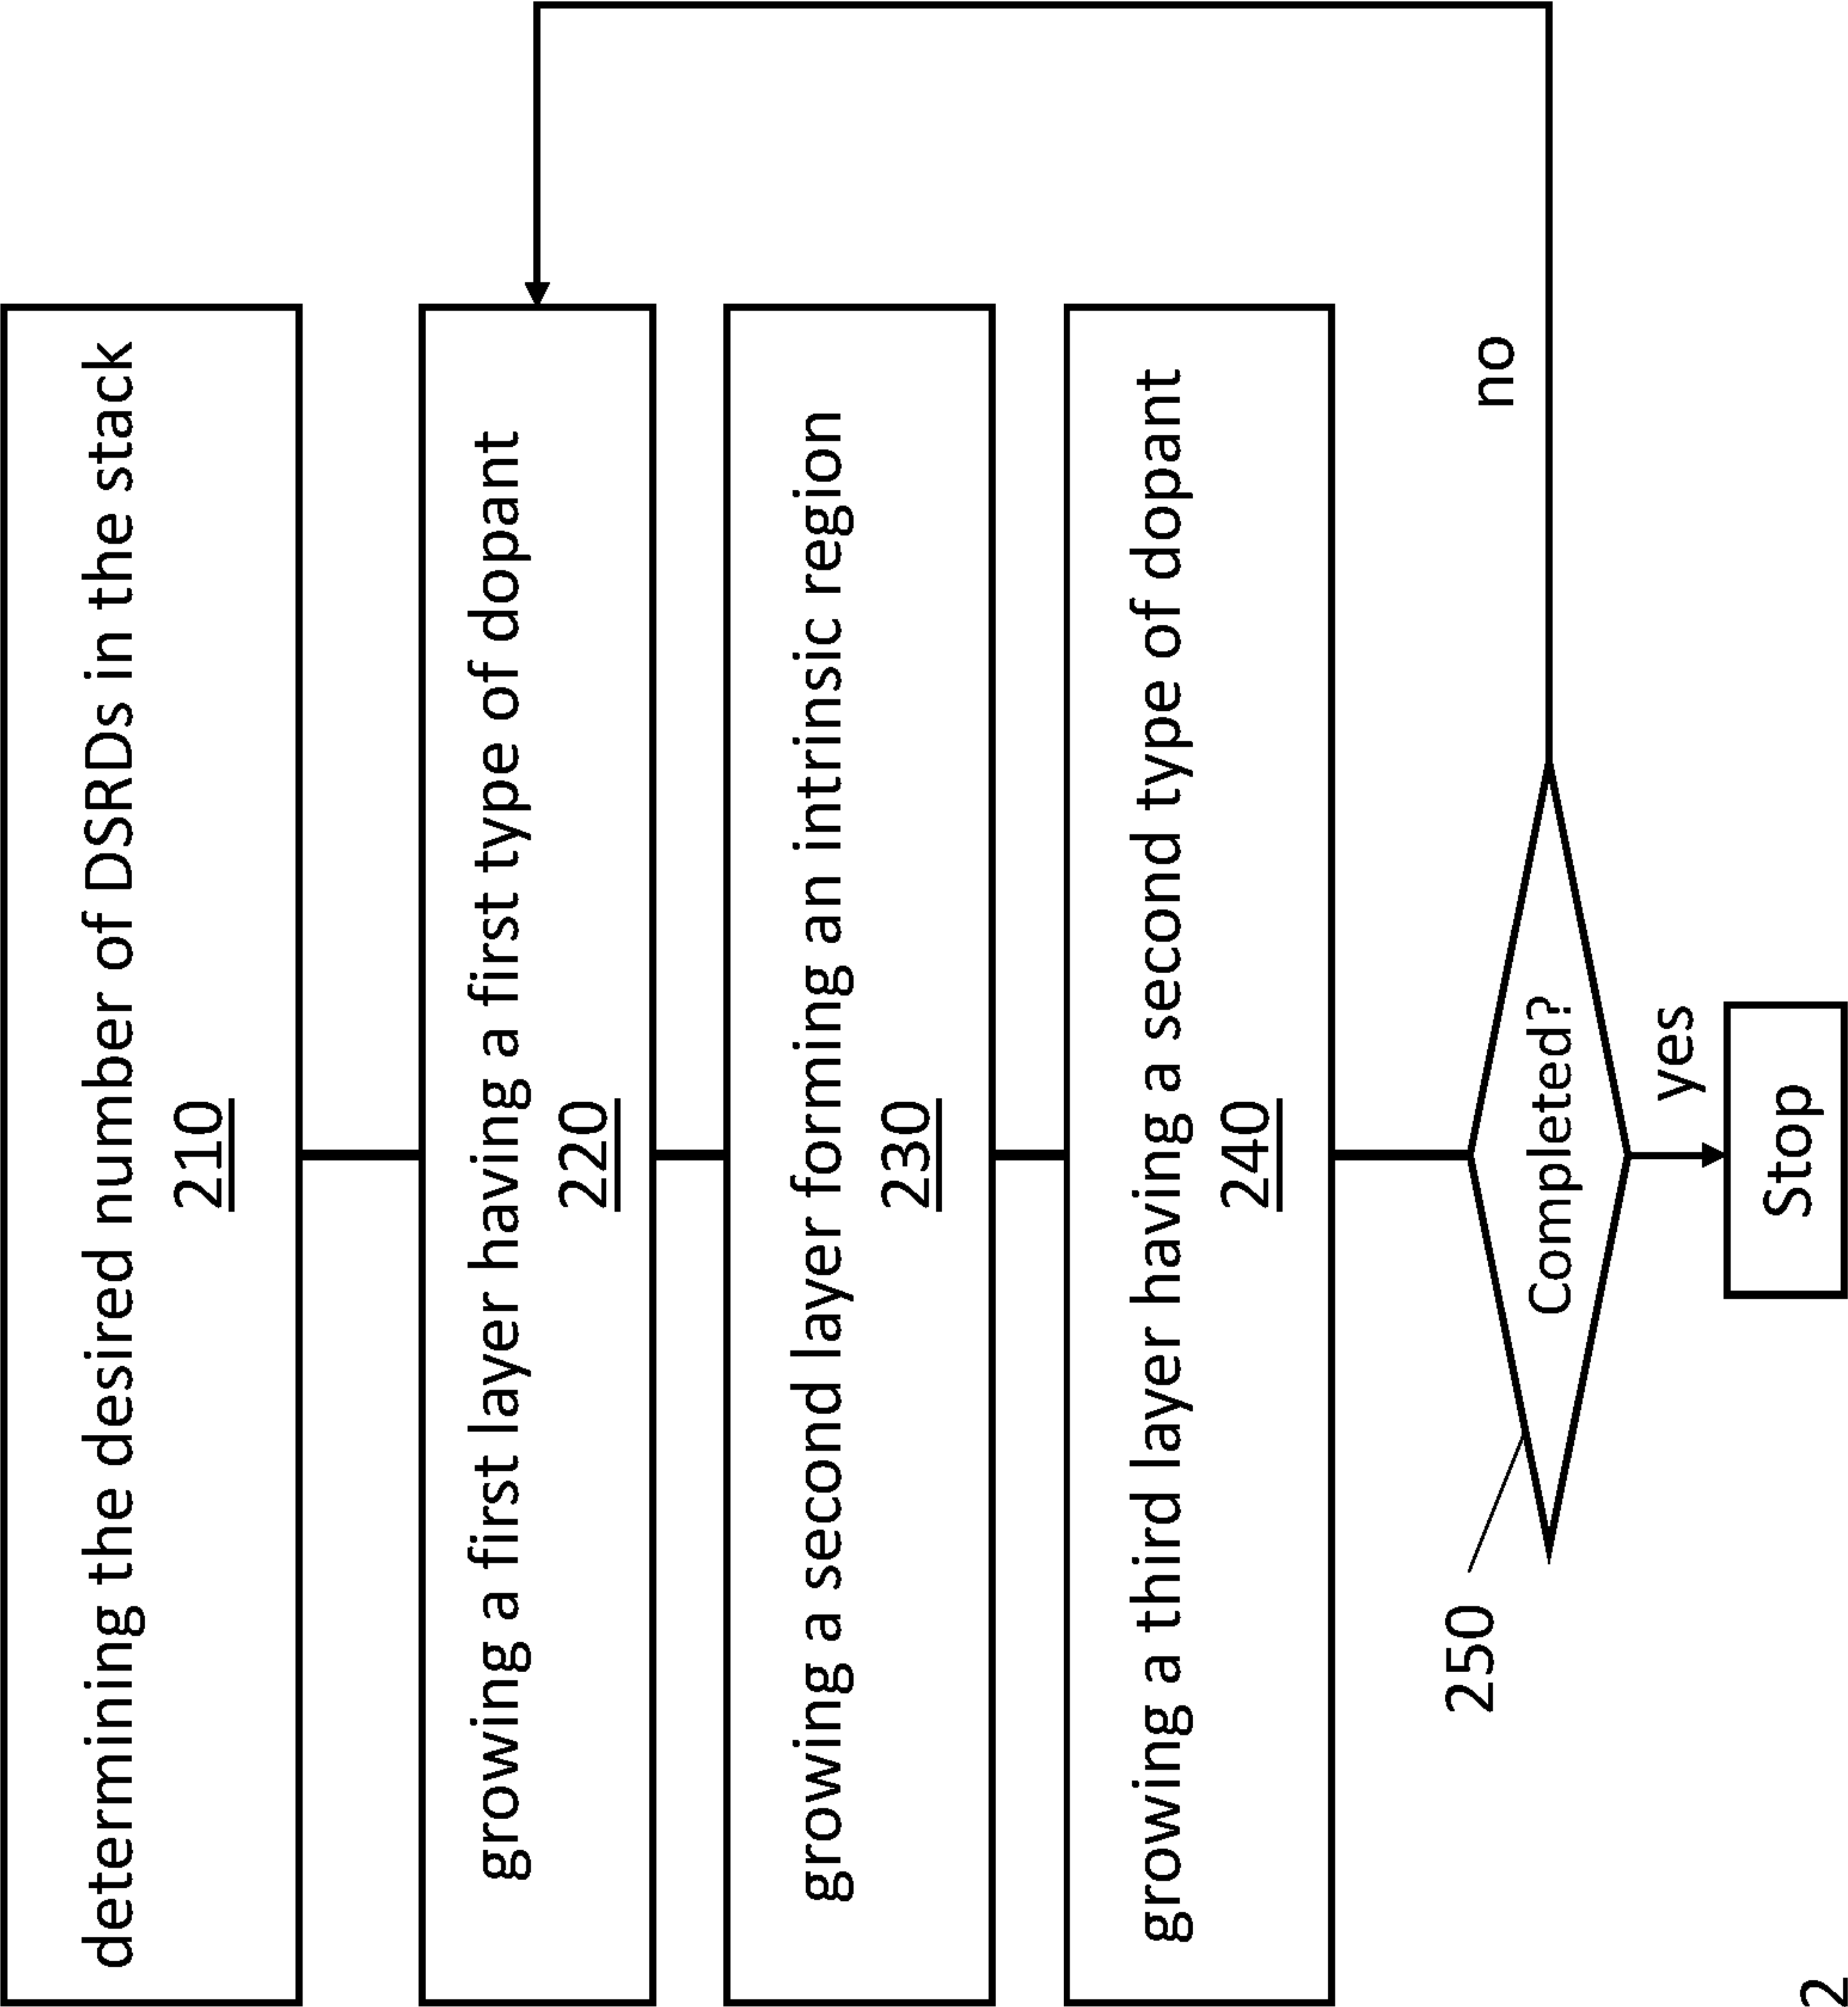 determining the desired number of DSRDs in the stack
210
growing a first layer having a first type of dopant
220
growing a second layer forming an intrinsic region
230
growing a third layer having a second type of dopant
240
250
Completed?
no
yes
Stop
2